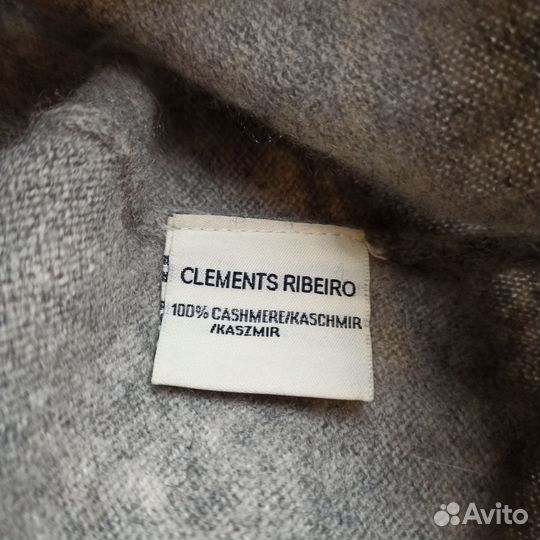 CLEMENTS RIBEIRO
100% CASHMERE/KASCHMIR
/KASZMIR
Avito